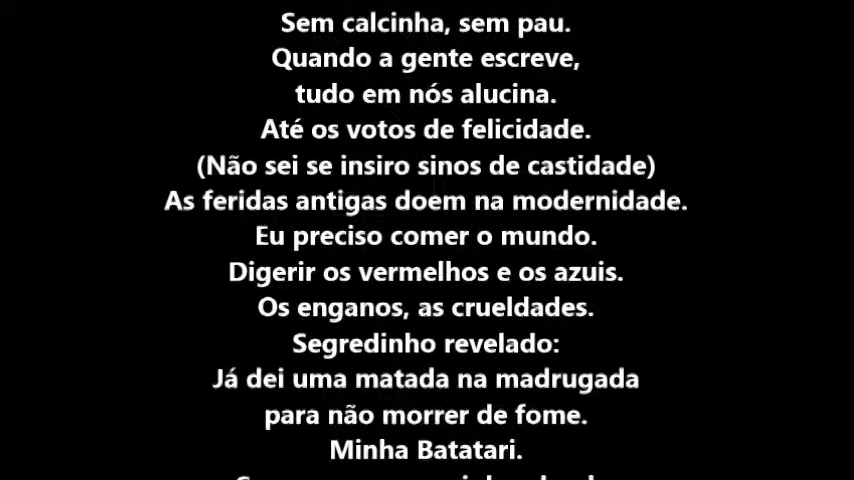 Sem calcinha, sem pau.
Quando a gente escreve,
tudo em nós alucina.
Até os votos de felicidade.
(Não sei se insiro sinos de castidade)
As feridas antigas doem na modernidade.
Eu preciso comer o mundo.
Digerir os vermelhos e os azuis.
Os enganos, as crueldades.
Segredinho revelado:
Já dei uma matada na madrugada
para não morrer de fome.
Minha Batatari.